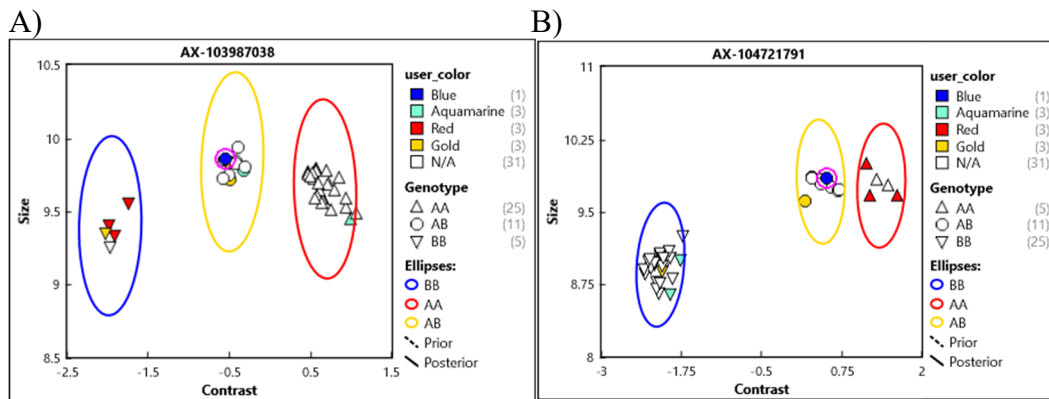 A)
AX-103987038
10.5
10
9.5
9
8.5
Size
-2.5
-1.5
-0.5
0.5
1.5
Contrast
user_color
Blue (1)
Aquamarine (3)
Red (3)
Gold (3)
N/A (31)
Genotype
AA (25)
AB (11)
BB (5)
Ellipses:
BB
AA
AB
Prior
Posterior
B)
AX-104721791
11
10.25
9.5
8.75
8
Size
-3
-1.75
-0.5
0.75
2
Contrast
user_color
Blue (1)
Aquamarine (3)
Red (3)
Gold (3)
N/A (31)
Genotype
AA (5)
AB (11)
BB (25)
Ellipses:
BB
AA
AB
Prior
Posterior